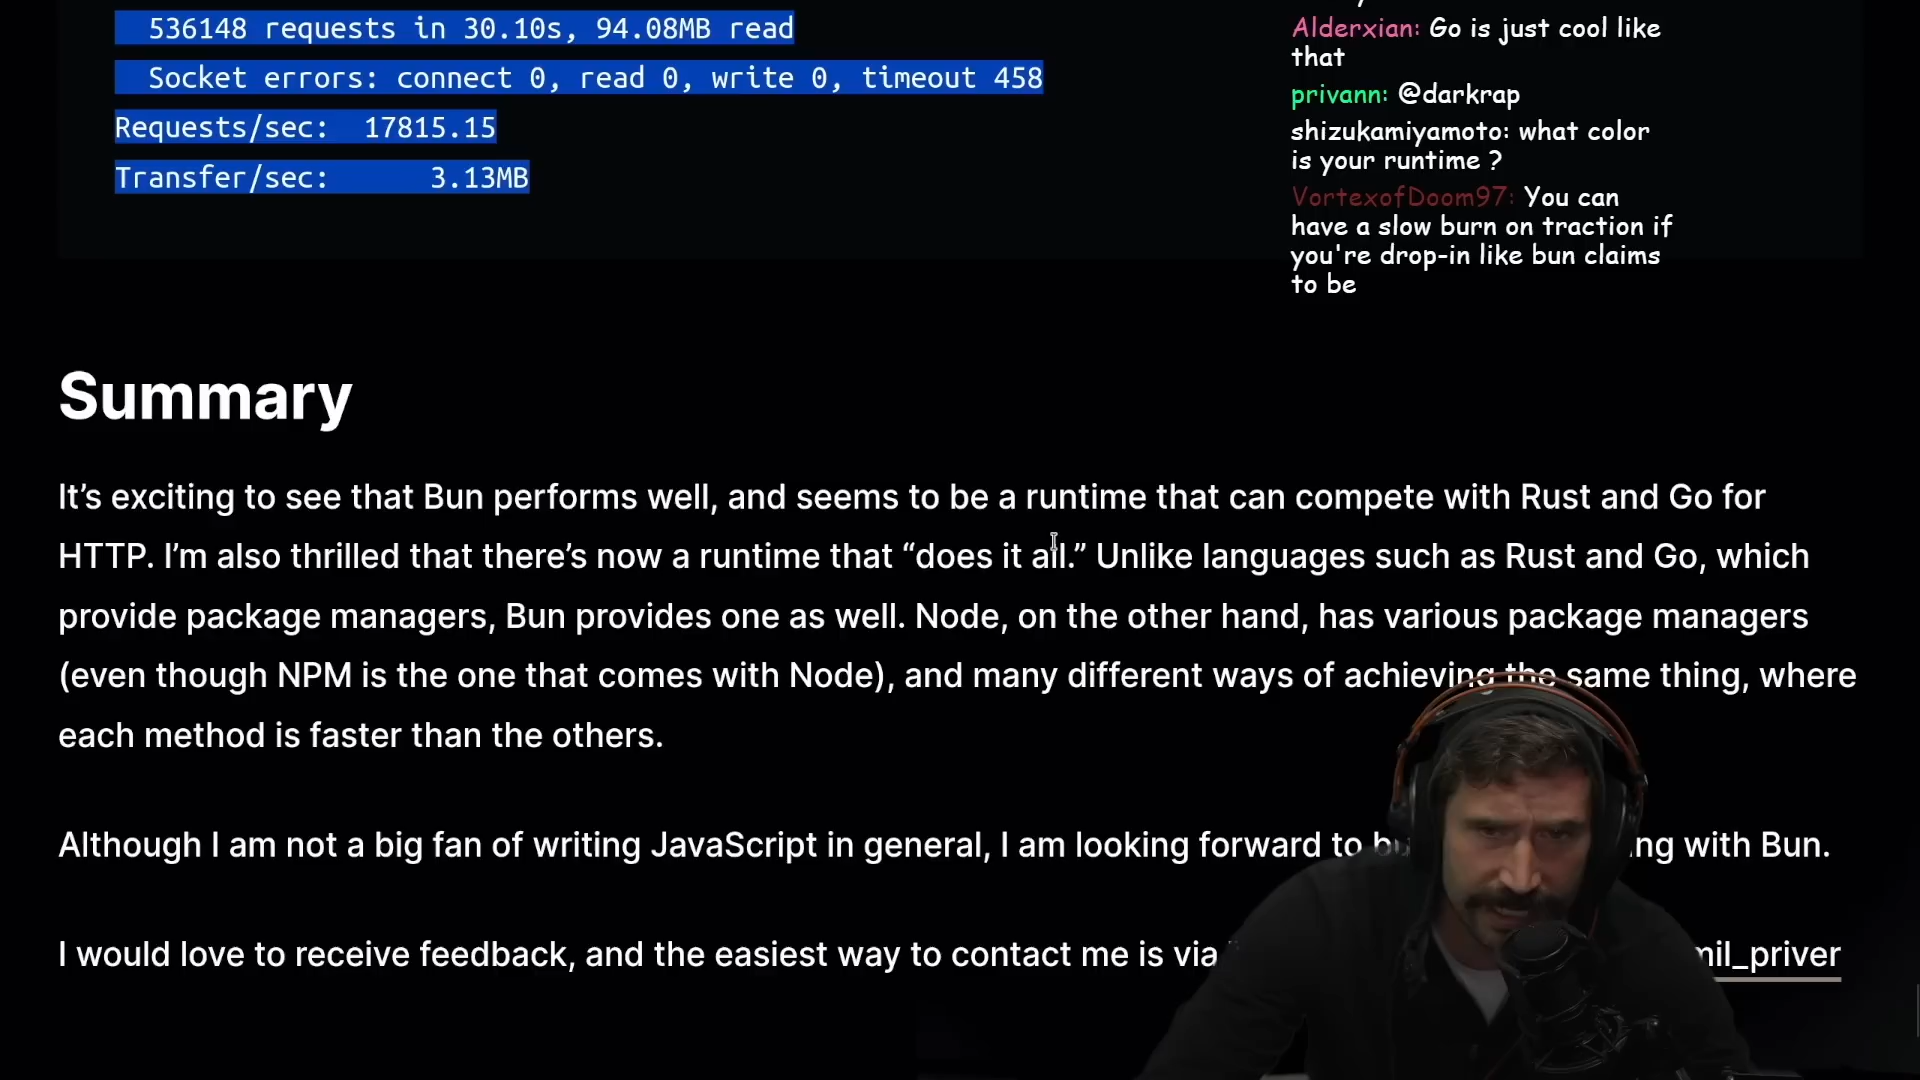 536148 requests in 30.10s, 94.08MB read
Socket errors: connect 0, read 0, write 0, timeout 458
Requests/sec: 17815.15
Transfer/sec: 3.13MB
Alderxian: Go is just cool like
that
privann: @darkrap
shizukamiyamoto: what color
is your runtime ?
VortexofDoom97: You can
have a slow burn on traction if
you're drop-in like bun claims
to be
Summary
It’s exciting to see that Bun performs well, and seems to be a runtime that can compete with Rust and Go for
HTTP. I’m also thrilled that there’s now a runtime that “does it all.” Unlike languages such as Rust and Go, which
provide package managers, Bun provides one as well. Node, on the other hand, has various package managers
(even though NPM is the one that comes with Node), and many different ways of achieving the same thing, where
each method is faster than the others.
Although I am not a big fan of writing JavaScript in general, I am looking forward to with Bun.
I would love to receive feedback, and the easiest way to contact me is via mil_priver